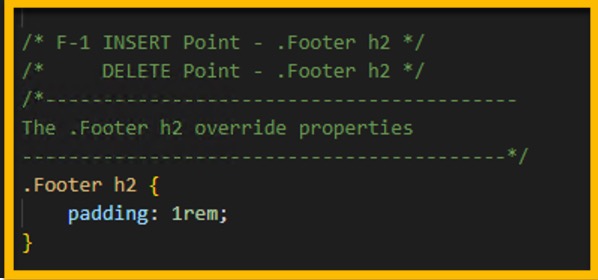 /* F-1 INSERT Point - .Footer h2 */
/*     DELETE Point - .Footer h2 */
/*-----------------------------------------
The .Footer h2 override properties
------------------------------------------*/
.Footer h2 {
    padding: 1rem;
}